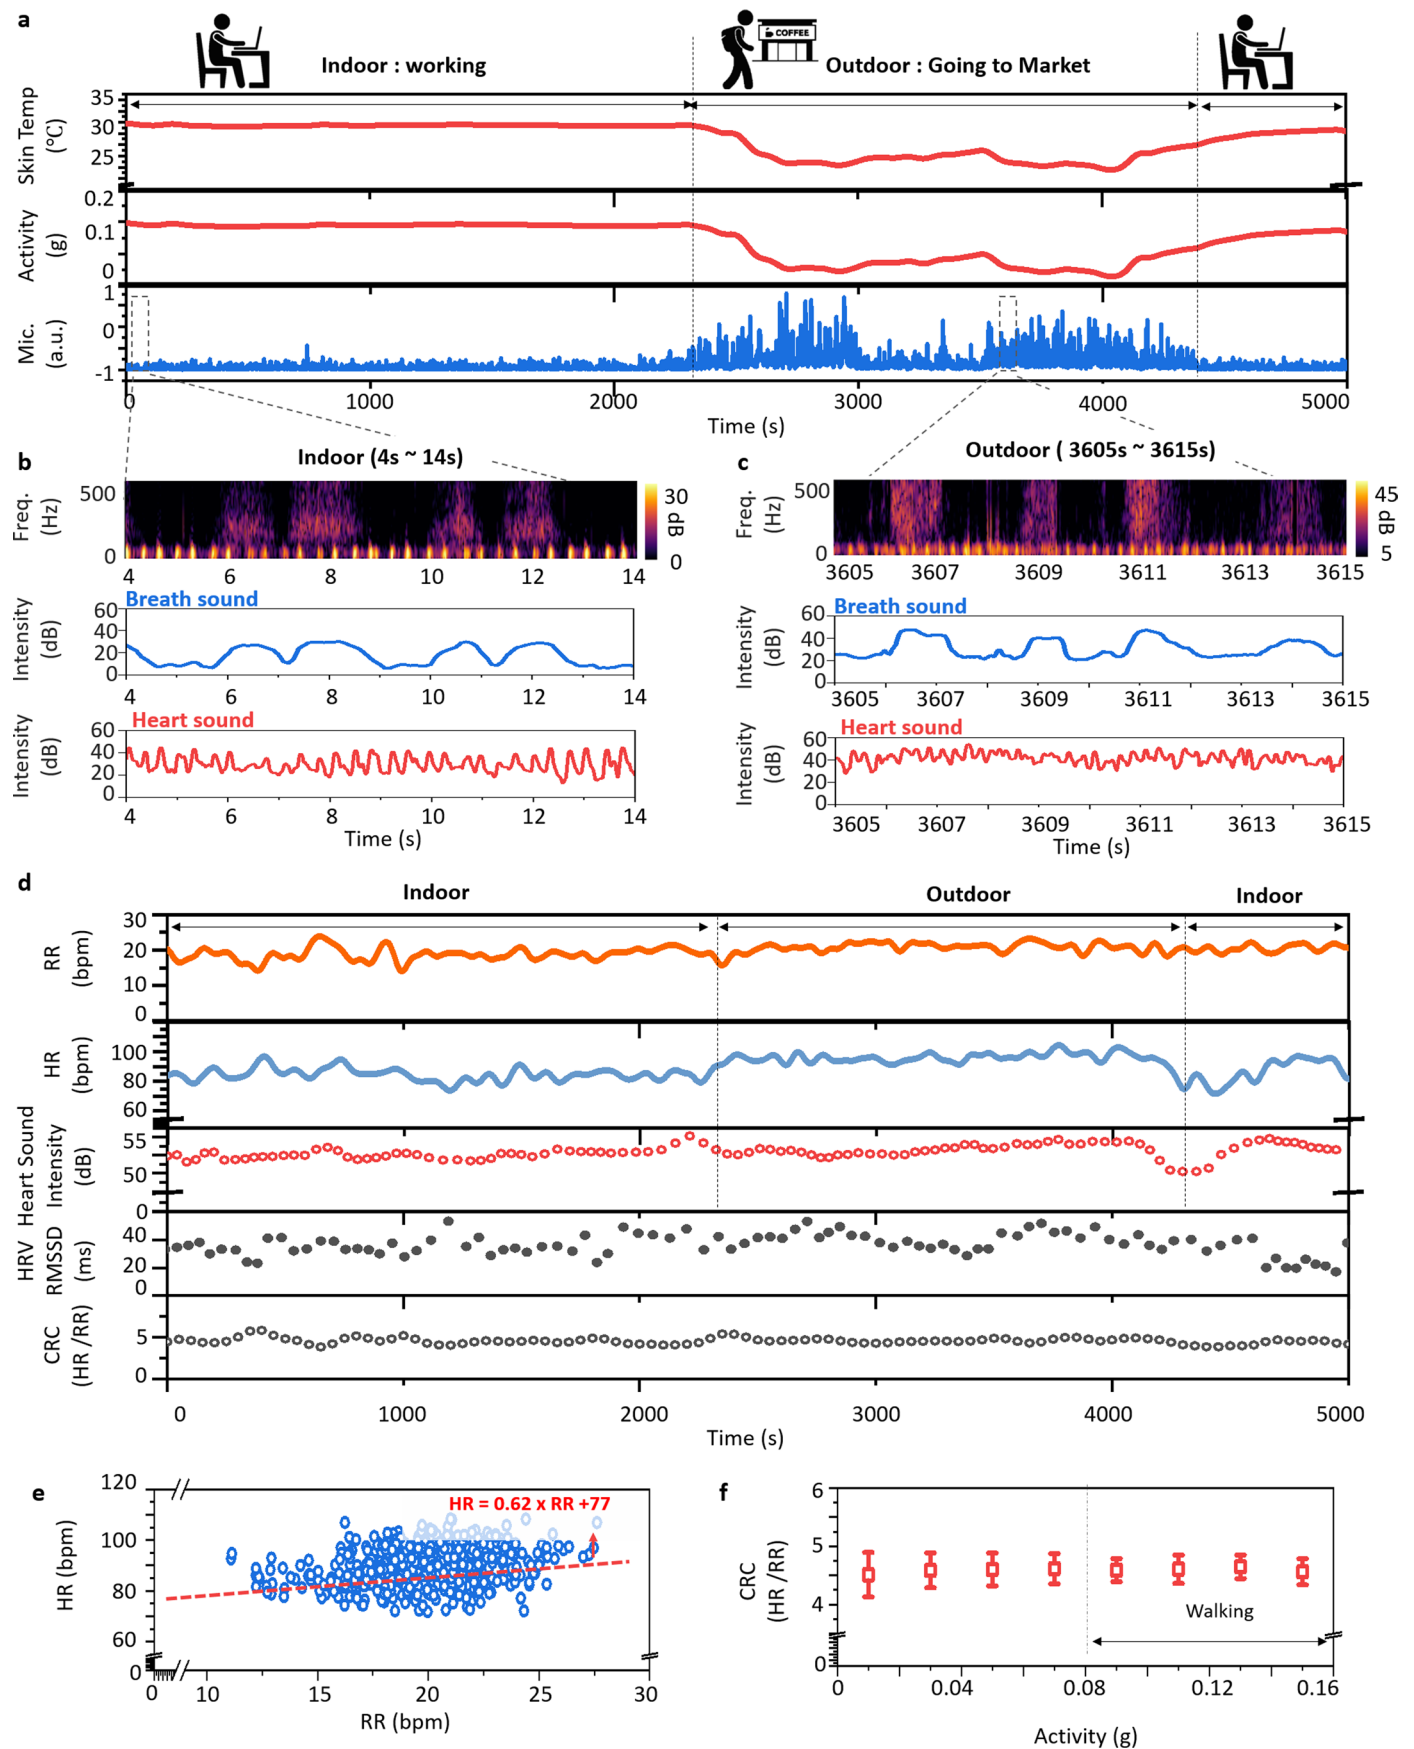 a
COFFEE
Indoor : working
Outdoor : Going to Market
Skin Temp
(°C)
35
30
25
Activity
(g)
0.2
0.1
0
Mic.
(a.u.)
1
0
-1
0
1000
2000
3000
4000
5000
Time (s)
b
Indoor (4s ~ 14s)
Freq.
(Hz)
500
0
30
dB
0
4
6
8
10
12
14
Breath sound
Intensity
(dB)
60
40
20
0
4
6
8
10
12
14
Heart sound
Intensity
(dB)
60
40
20
0
4
6
8
10
12
14
Time (s)
c
Outdoor ( 3605s ~ 3615s)
Freq.
(Hz)
500
0
45
dB
5
3605
3607
3609
3611
3613
3615
Breath sound
Intensity
(dB)
60
40
20
0
3605
3607
3609
3611
3613
3615
Heart sound
Intensity
(dB)
60
40
20
0
3605
3607
3609
3611
3613
3615
Time (s)
d
Indoor
Outdoor
Indoor
RR
(bpm)
30
20
10
0
HR
(bpm)
100
80
60
Heart Sound
Intensity
(dB)
55
50
0
HRV
RMSSD
(ms)
40
20
0
CRC
(HR /RR)
5
0
0
1000
2000
3000
4000
5000
Time (s)
e
HR = 0.62 x RR +77
HR (bpm)
120
100
80
60
0
0
10
15
20
25
30
RR (bpm)
f
CRC
(HR /RR)
6
5
4
0
Walking
0
0.04
0.08
0.12
0.16
Activity (g)